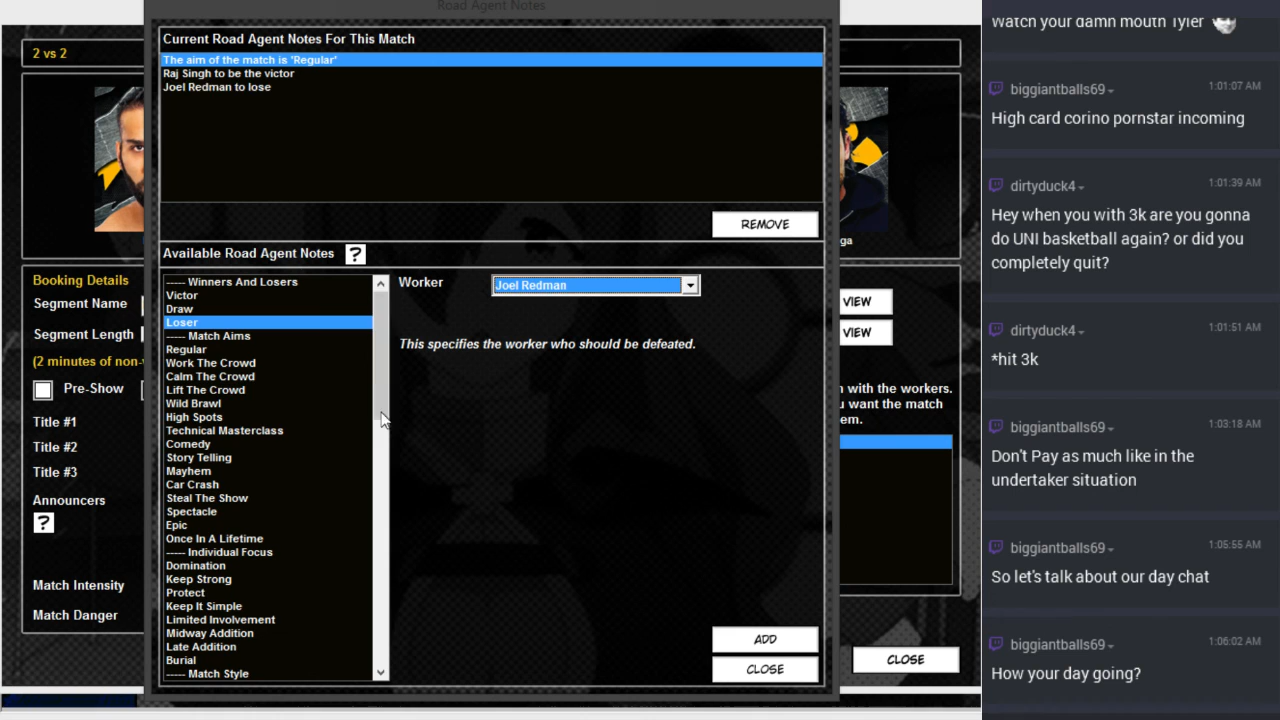 Road Agent Notes
Current Road Agent Notes For This Match
The aim of the match is 'Regular'
Raj Singh to be the victor
Joel Redman to lose
REMOVE
Available Road Agent Notes ?
----- Winners And Losers
Victor
Draw
Loser
----- Match Aims
Regular
Work The Crowd
Calm The Crowd
Lift The Crowd
Wild Brawl
High Spots
Technical Masterclass
Comedy
Story Telling
Mayhem
Car Crash
Steal The Show
Spectacle
Epic
Once In A Lifetime
----- Individual Focus
Domination
Keep Strong
Protect
Keep It Simple
Limited Involvement
Midway Addition
Late Addition
Burial
----- Match Style
Worker Joel Redman
This specifies the worker who should be defeated.
ADD
CLOSE
2 vs 2
Booking Details
Segment Name
Segment Length
(2 minutes of non-
Pre-Show
Title #1
Title #2
Title #3
Announcers
?
Match Intensity
Match Danger
ga
VIEW
VIEW
with the workers.
u want the match
em.
CLOSE
Watch your damn mouth Tyler
biggiantballs69 1:01:07 AM
High card corino pornstar incoming
dirtyduck4 1:01:39 AM
Hey when you with 3k are you gonna
do UNI basketball again? or did you
completely quit?
dirtyduck4 1:01:51 AM
*hit 3k
biggiantballs69 1:03:18 AM
Don't Pay as much like in the
undertaker situation
biggiantballs69 1:05:55 AM
So let's talk about our day chat
biggiantballs69 1:06:02 AM
How your day going?